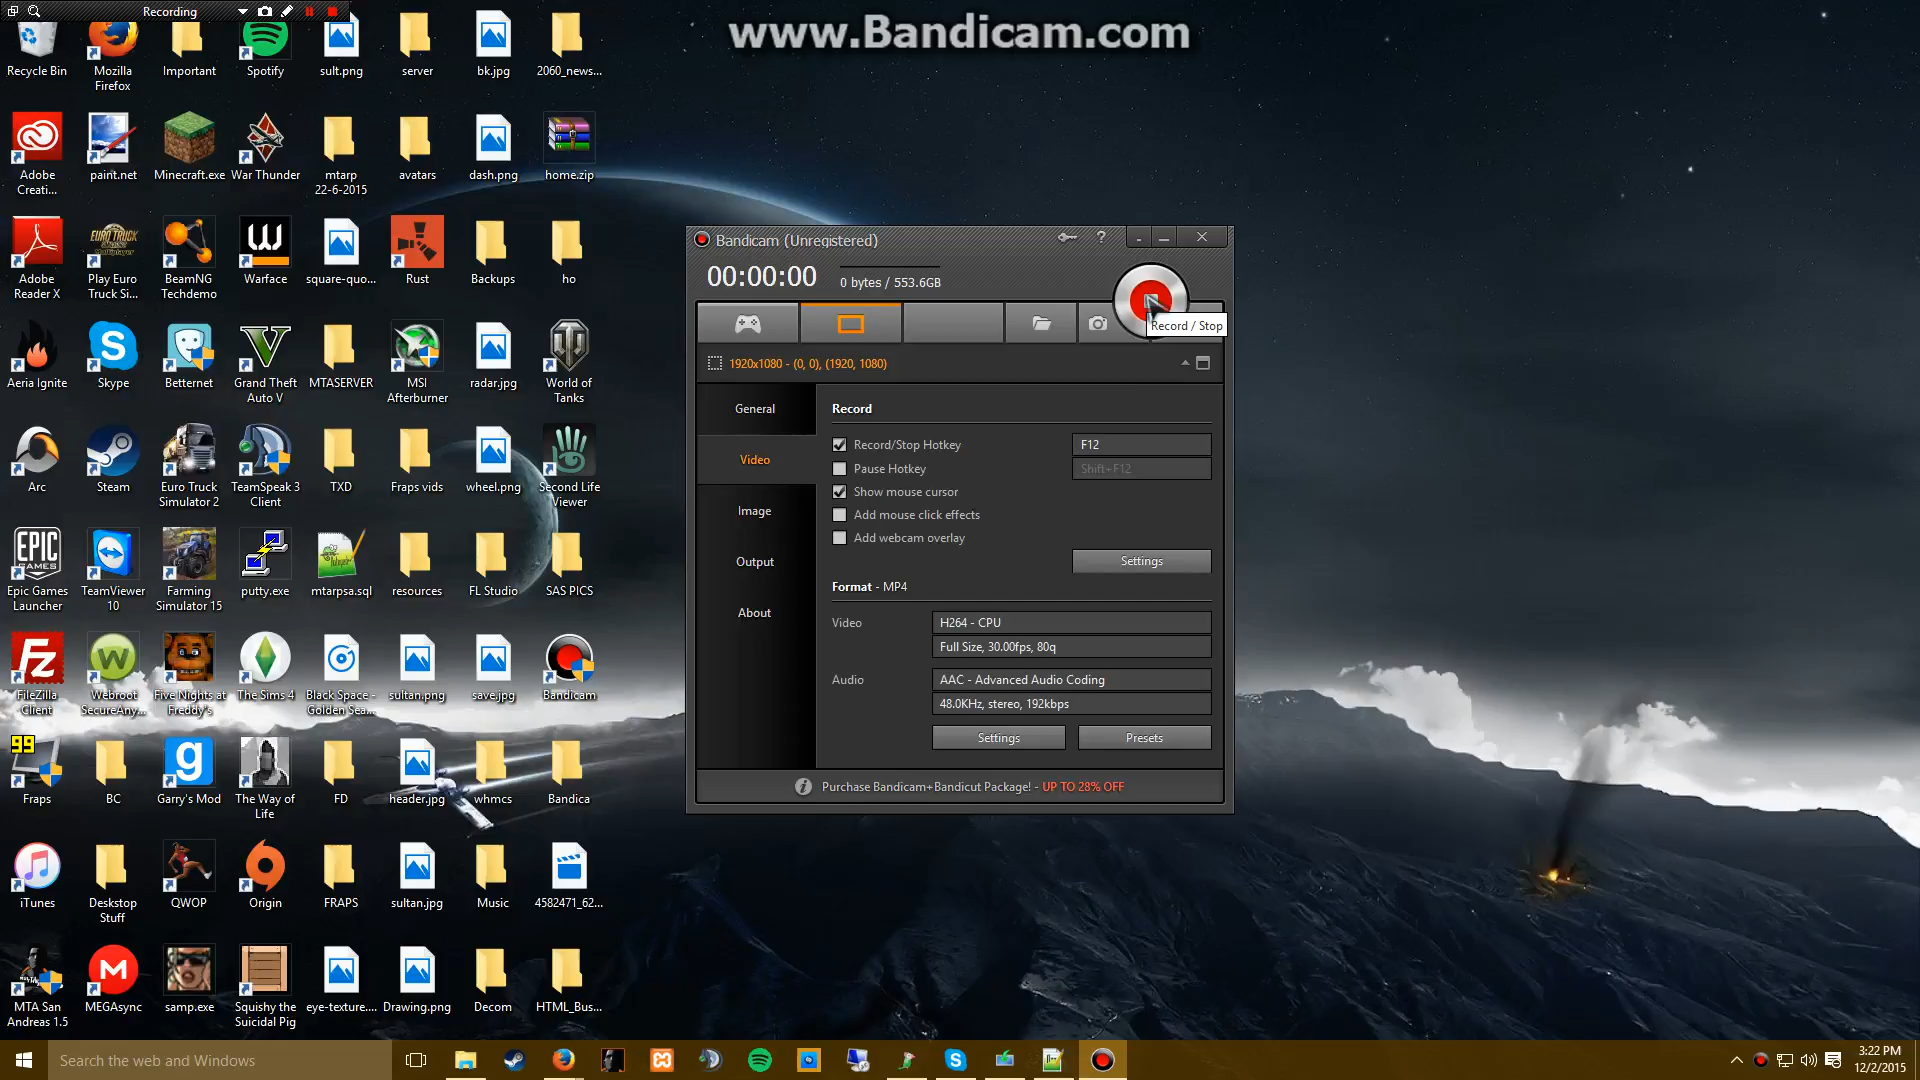 Recording
www.Bandicam.com
Recycle Bin
Mozilla
Firefox
Important
Spotify
sult.png
server
bk.jpg
2060_news...
Adobe
Creati...
paint.net
Minecraft.exe
War Thunder
mtarp
22-6-2015
avatars
dash.png
home.zip
Adobe
Reader X
Play Euro
Truck Si...
BeamNG
Techdemo
Warface
square-quo...
Rust
Backups
ho
Aeria Ignite
Skype
Betternet
Grand Theft
Auto V
MTASERVER
MSI
Afterburner
radar.jpg
World of
Tanks
Arc
Steam
Euro Truck
Simulator 2
TeamSpeak 3
Client
TXD
Fraps vids
wheel.png
Second Life
Viewer
Epic Games
Launcher
TeamViewer
10
Farming
Simulator 15
putty.exe
mtarpsa.sql
resources
FL Studio
SAS PICS
FileZilla
Client
Webroot
SecureAny...
Five Nights at
Freddy's
The Sims 4
Black Space -
Golden Sea...
sultan.png
save.jpg
Bandicam
99
Fraps
BC
Garry's Mod
The Way of
Life
FD
header.jpg
whmcs
Bandica
iTunes
Deskstop
Stuff
QWOP
Origin
FRAPS
sultan.jpg
Music
4582471_62...
MTA San
Andreas 1.5
MEGAsync
samp.exe
Squishy the
Suicidal Pig
eye-texture....
Drawing.png
Decom
HTML_Bus...
Bandicam (Unregistered)
00:00:00
0 bytes / 553.6GB
Record / Stop
1920x1080 - (0, 0), (1920, 1080)
General
Video
Image
Output
About
Record
Record/Stop Hotkey
F12
Pause Hotkey
Shift+F12
Show mouse cursor
Add mouse click effects
Add webcam overlay
Settings
Format - MP4
Video
H264 - CPU
Full Size, 30.00fps, 80q
Audio
AAC - Advanced Audio Coding
48.0KHz, stereo, 192kbps
Settings
Presets
Purchase Bandicam+Bandicut Package! - UP TO 28% OFF
Search the web and Windows
3:22 PM
12/2/2015